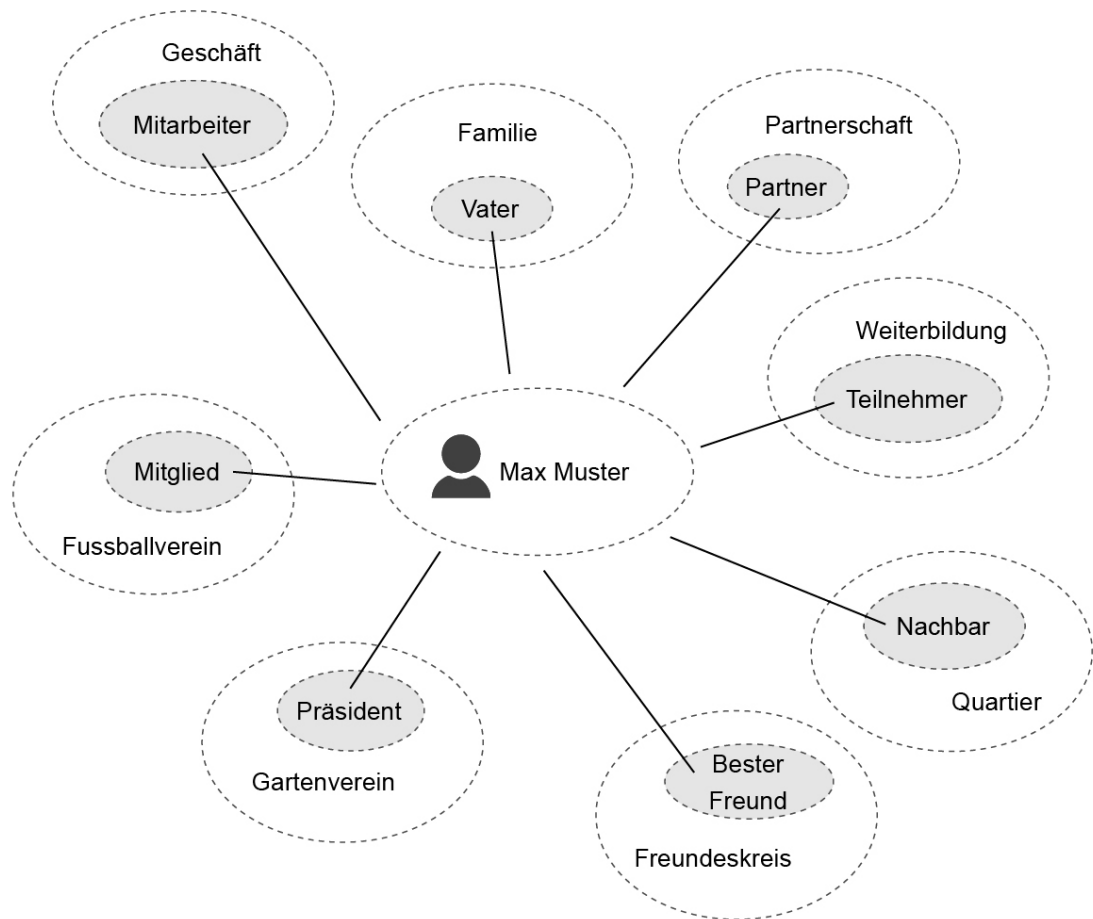 Geschäft
Mitarbeiter
Familie
Vater
Partnerschaft
Partner
Weiterbildung
Teilnehmer
Max Muster
Mitglied
Fussballverein
Nachbar
Quartier
Präsident
Gartenverein
Bester
Freund
Freundeskreis